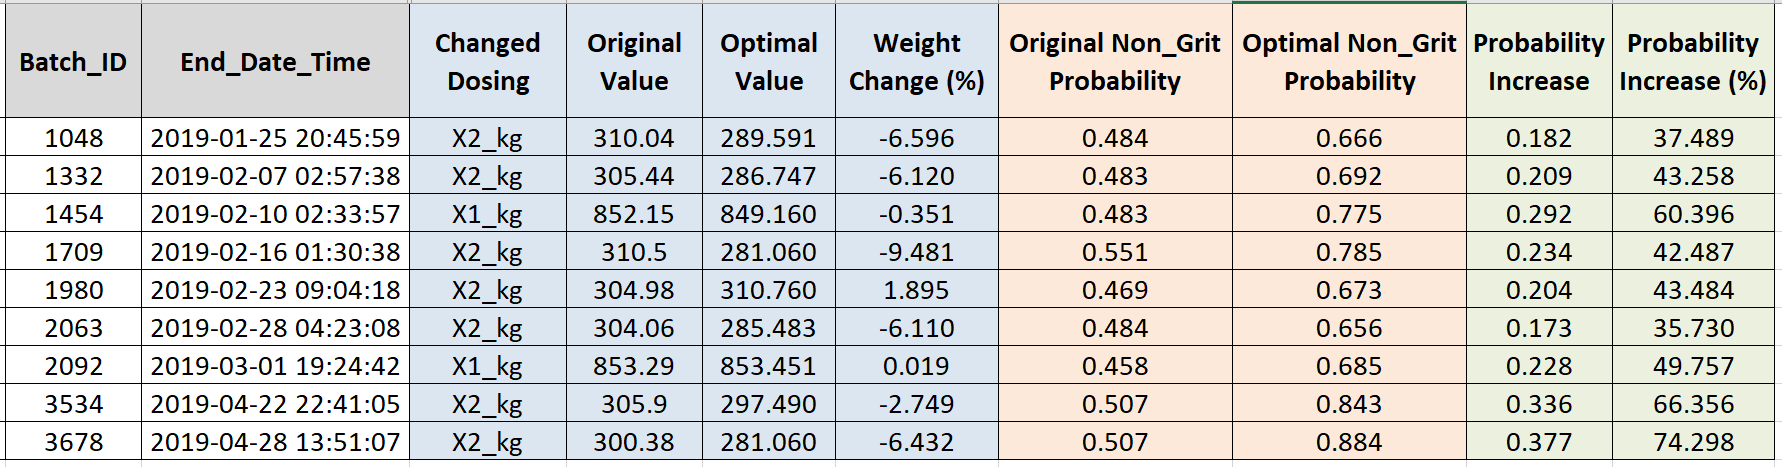 Batch_ID End_Date_Time Changed Dosing Original Value Optimal Value Weight Change (%) Original Non_Grit Probability Optimal Non_Grit Probability Probability Increase Probability Increase (%)
1048 2019-01-25 20:45:59 X2_kg 310.04 289.591 -6.596 0.484 0.666 0.182 37.489
1332 2019-02-07 02:57:38 X2_kg 305.44 286.747 -6.120 0.483 0.692 0.209 43.258
1454 2019-02-10 02:33:57 X1_kg 852.15 849.160 -0.351 0.483 0.775 0.292 60.396
1709 2019-02-16 01:30:38 X2_kg 310.5 281.060 -9.481 0.551 0.785 0.234 42.487
1980 2019-02-23 09:04:18 X2_kg 304.98 310.760 1.895 0.469 0.673 0.204 43.484
2063 2019-02-28 04:23:08 X2_kg 304.06 285.483 -6.110 0.484 0.656 0.173 35.730
2092 2019-03-01 19:24:42 X1_kg 853.29 853.451 0.019 0.458 0.685 0.228 49.757
3534 2019-04-22 22:41:05 X2_kg 305.9 297.490 -2.749 0.507 0.843 0.336 66.356
3678 2019-04-28 13:51:07 X2_kg 300.38 281.060 -6.432 0.507 0.884 0.377 74.298